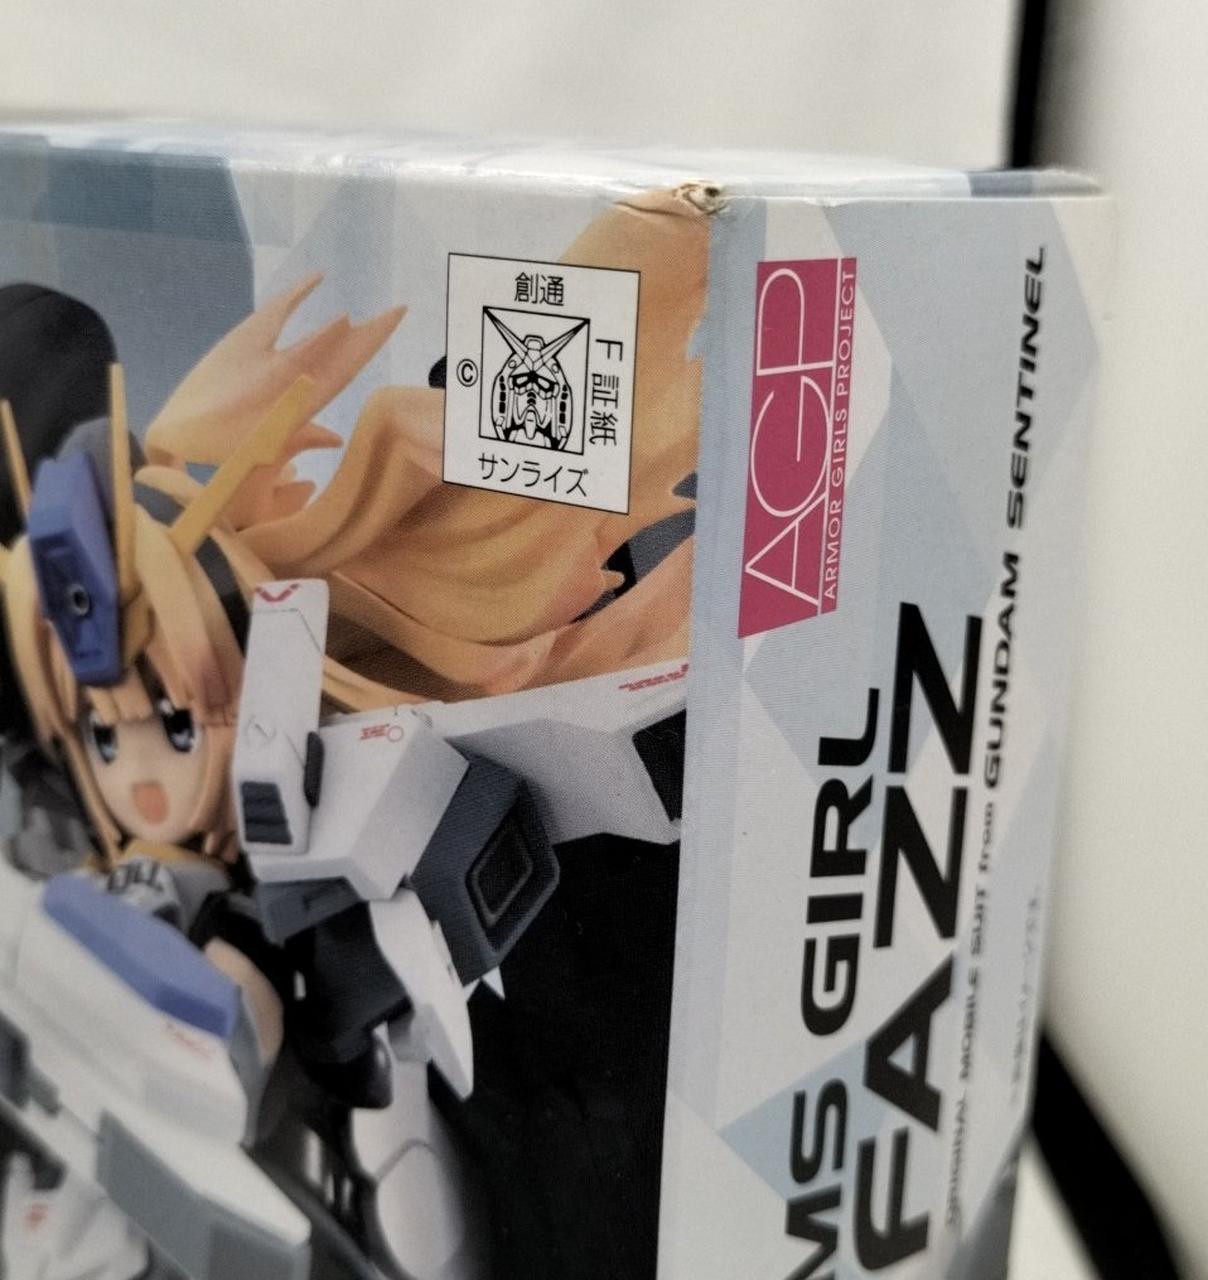 創通
©
F証紙
サンライズ
AGP
ARMOR GIRLS PROJECT
MS GIRL
FAZZ
ORIGINAL MOBILE SUIT from GUNDAM SENTINEL